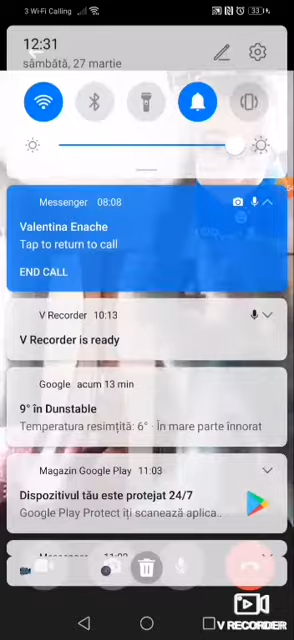 3 Wi-Fi Calling
33
12:31
sâmbătă, 27 martie
Messenger 08:08
Valentina Enache
Tap to return to call
END CALL
V Recorder 10:13
V Recorder is ready
Google acum 13 min
9° în Dunstable
Temperatura resimțită: 6° · În mare parte înnorat
Magazin Google Play 11:03
Dispozitivul tău este protejat 24/7
Google Play Protect îți scanează aplica..
V RECORDER